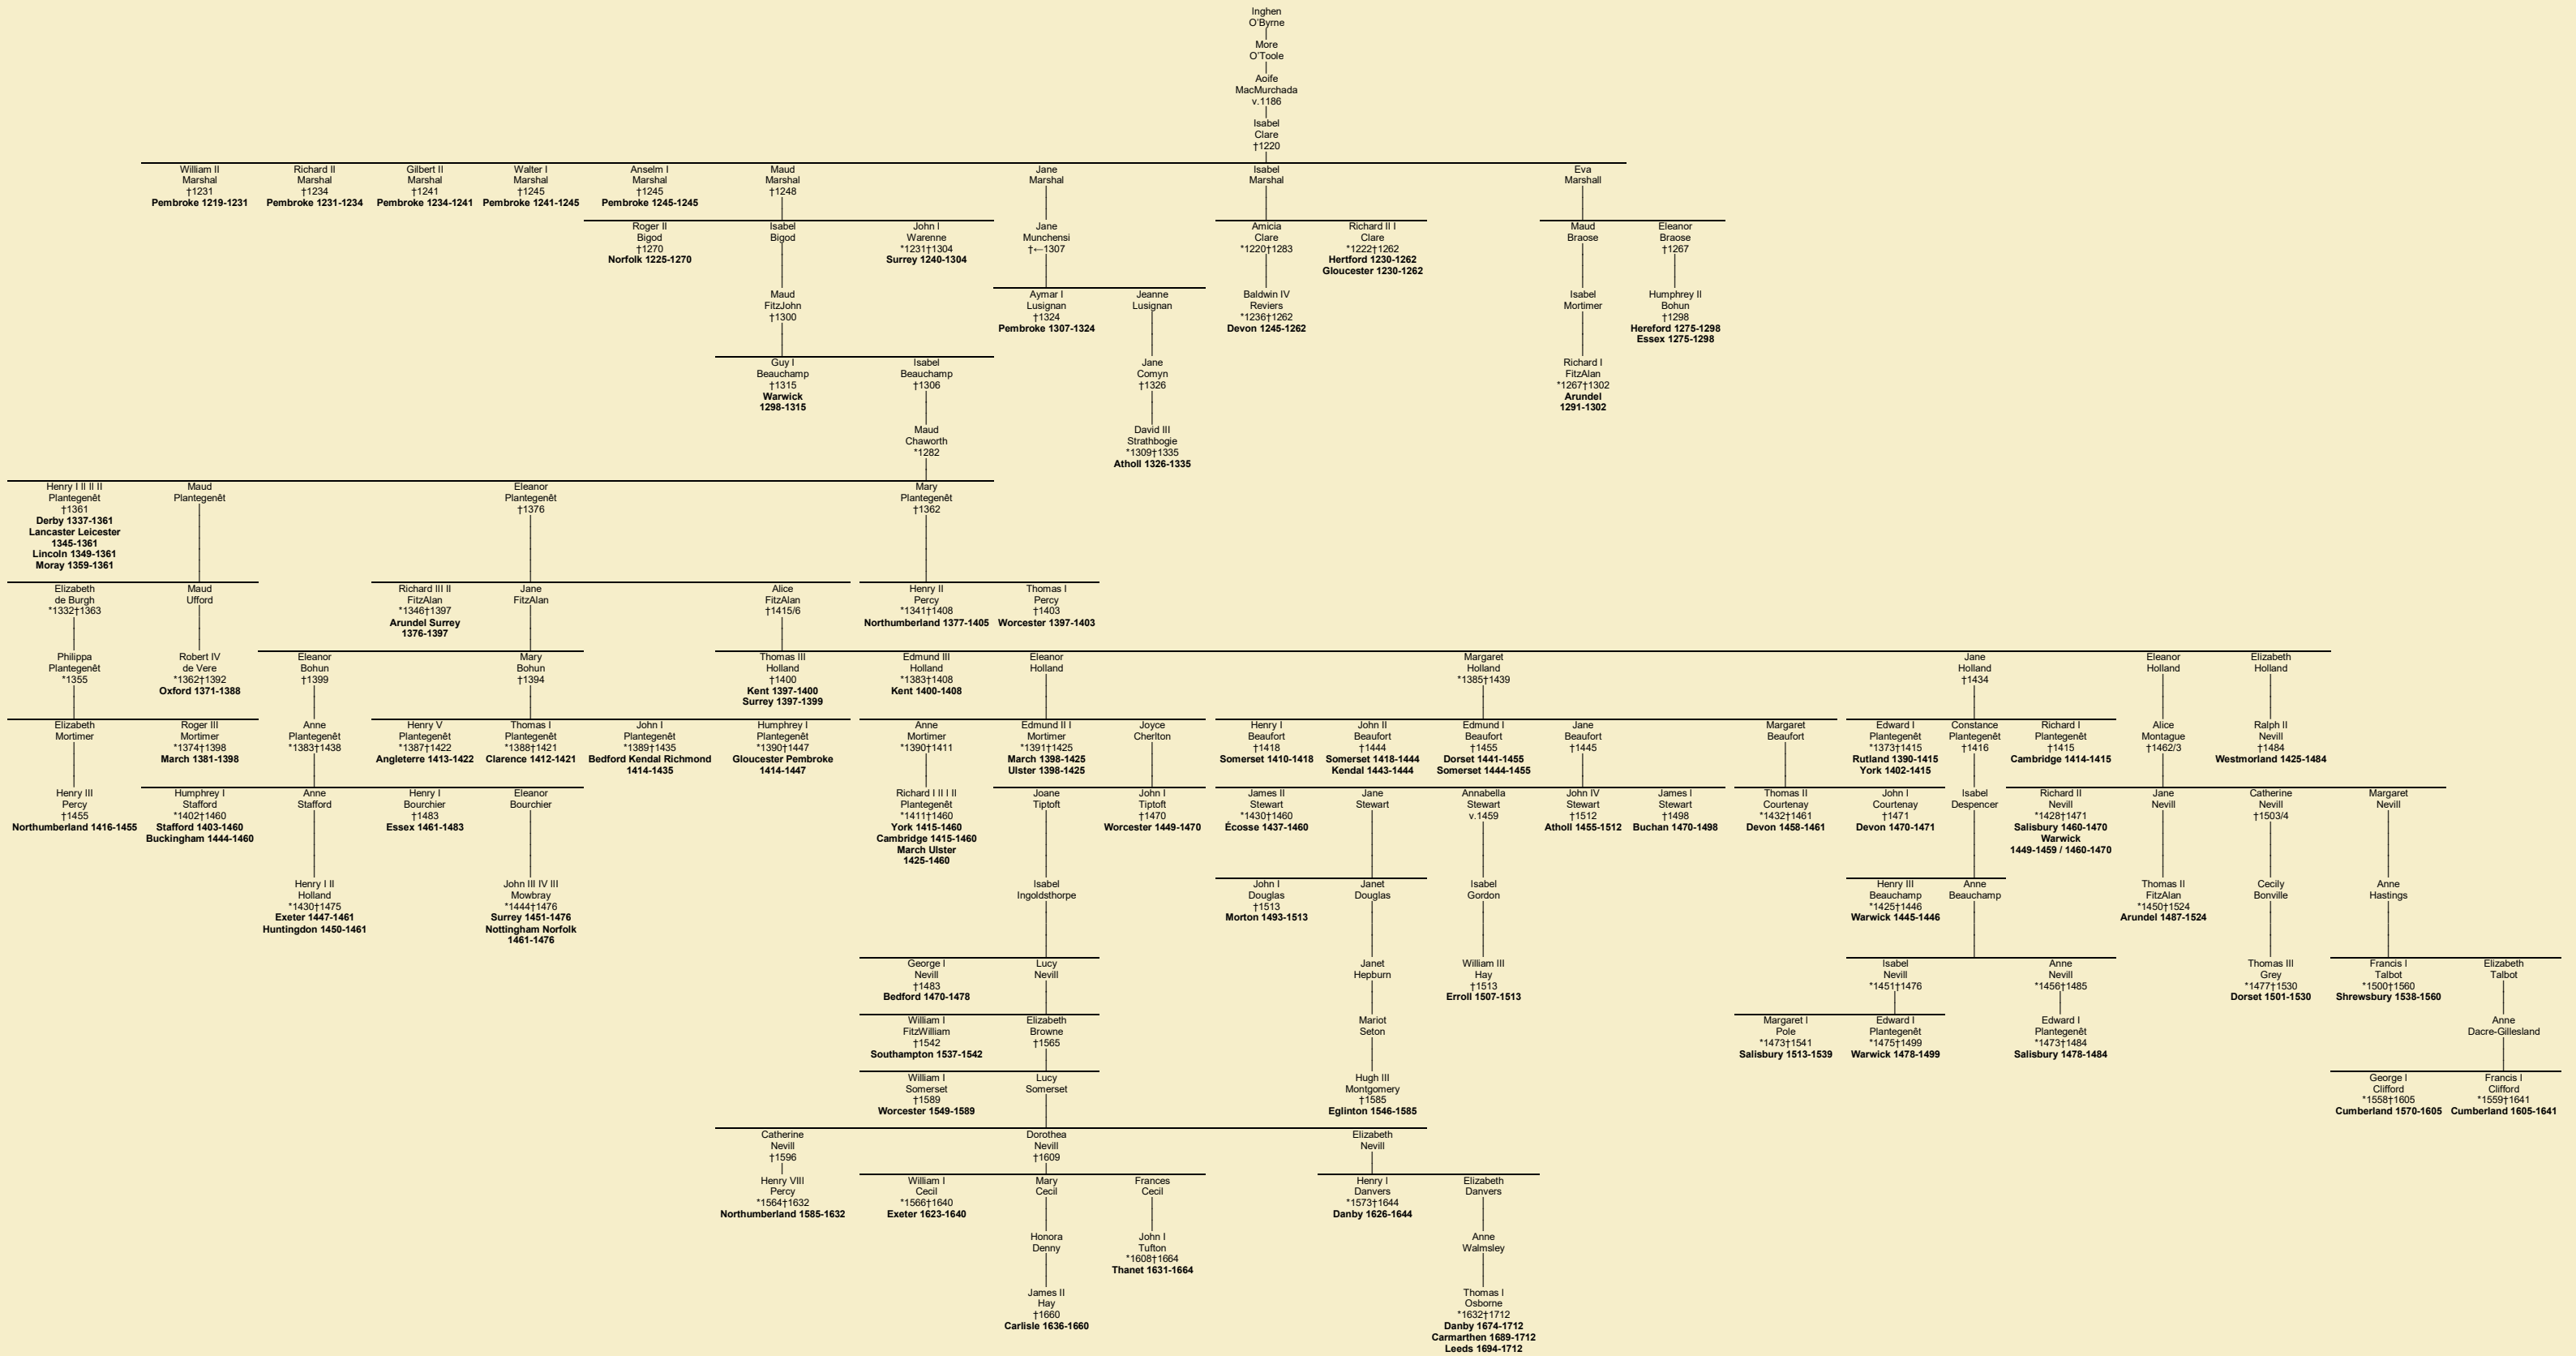 Inghen
O'Byrne
More
O'Toole
Aoife
MacMurchada
v.1186
Isabel
Clare
†1220
William II
Marshal
†1231
Pembroke 1219-1231
Richard II
Marshal
†1234
Pembroke 1231-1234
Gilbert II
Marshal
†1241
Pembroke 1234-1241
Walter I
Marshal
†1245
Pembroke 1241-1245
Anselm I
Marshal
†1245
Pembroke 1245-1245
Maud
Marshal
†1248
Jane
Marshal
Isabel
Marshal
Eva
Marshall
Roger II
Bigod
†1270
Norfolk 1225-1270
Isabel
Bigod
John I
Warenne
*1231†1304
Surrey 1240-1304
Jane
Munchensi
†←1307
Amicia
Clare
*1220†1283
Richard II I
Clare
*1222†1262
Hertford 1230-1262
Gloucester 1230-1262
Maud
Braose
Eleanor
Braose
†1267
Maud
FitzJohn
†1300
Aymar I
Lusignan
†1324
Pembroke 1307-1324
Jeanne
Lusignan
Baldwin IV
Reviers
*1236†1262
Devon 1245-1262
Isabel
Mortimer
Humphrey II
Bohun
†1298
Hereford 1275-1298
Essex 1275-1298
Guy I
Beauchamp
†1315
Warwick
1298-1315
Isabel
Beauchamp
†1306
Jane
Comyn
†1326
Richard I
FitzAlan
*1267†1302
Arundel
1291-1302
Maud
Chaworth
*1282
David III
Strathbogie
*1309†1335
Atholl 1326-1335
Henry I II II II
Plantegenêt
†1361
Derby 1337-1361
Lancaster Leicester
1345-1361
Lincoln 1349-1361
Moray 1359-1361
Maud
Plantegenêt
Eleanor
Plantegenêt
†1376
Mary
Plantegenêt
†1362
Elizabeth
de Burgh
*1332†1363
Maud
Ufford
Richard III II
FitzAlan
*1346†1397
Arundel Surrey
1376-1397
Jane
FitzAlan
Alice
FitzAlan
†1415/6
Henry II
Percy
*1341†1408
Northumberland 1377-1405
Thomas I
Percy
†1403
Worcester 1397-1403
Philippa
Plantegenêt
*1355
Robert IV
de Vere
*1362†1392
Oxford 1371-1388
Eleanor
Bohun
†1399
Mary
Bohun
†1394
Thomas III
Holland
†1400
Kent 1397-1400
Surrey 1397-1399
Edmund III
Holland
*1383†1408
Kent 1400-1408
Eleanor
Holland
Margaret
Holland
*1385†1439
Jane
Holland
†1434
Eleanor
Holland
Elizabeth
Holland
Elizabeth
Mortimer
Roger III
Mortimer
*1374†1398
March 1381-1398
Anne
Plantegenêt
*1383†1438
Henry V
Plantegenêt
*1387†1422
Angleterre 1413-1422
Thomas I
Plantegenêt
*1388†1421
Clarence 1412-1421
John I
Plantegenêt
*1389†1435
Bedford Kendal Richmond
1414-1435
Humphrey I
Plantegenêt
*1390†1447
Gloucester Pembroke
1414-1447
Anne
Mortimer
*1390†1411
Edmund II I
Mortimer
*1391†1425
March 1398-1425
Ulster 1398-1425
Joyce
Cherlton
Henry I
Beaufort
†1418
Somerset 1410-1418
John II
Beaufort
†1444
Somerset 1418-1444
Kendal 1443-1444
Edmund I
Beaufort
†1455
Dorset 1441-1455
Somerset 1444-1455
Jane
Beaufort
†1445
Margaret
Beaufort
Edward I
Plantegenêt
*1373†1415
Rutland 1390-1415
York 1402-1415
Constance
Plantegenêt
†1416
Richard I
Plantegenêt
†1415
Cambridge 1414-1415
Alice
Montague
†1462/3
Ralph II
Nevill
†1484
Westmorland 1425-1484
Henry III
Percy
†1455
Northumberland 1416-1455
Humphrey I
Stafford
*1402†1460
Stafford 1403-1460
Buckingham 1444-1460
Anne
Stafford
Henry I
Bourchier
†1483
Essex 1461-1483
Eleanor
Bourchier
Richard I II I II
Plantegenêt
*1411†1460
York 1415-1460
Cambridge 1415-1460
March Ulster
1425-1460
Joane
Tiptoft
John I
Tiptoft
†1470
Worcester 1449-1470
James II
Stewart
*1430†1460
Écosse 1437-1460
Jane
Stewart
Annabella
Stewart
v.1459
John IV
Stewart
†1512
Atholl 1455-1512
James I
Stewart
†1498
Buchan 1470-1498
Thomas II
Courtenay
*1432†1461
Devon 1458-1461
John I
Courtenay
†1471
Devon 1470-1471
Isabel
Despencer
Richard II
Nevill
*1428†1471
Salisbury 1460-1470
Warwick
1449-1459 / 1460-1470
Jane
Nevill
Catherine
Nevill
†1503/4
Margaret
Nevill
Henry I II
Holland
*1430†1475
Exeter 1447-1461
Huntingdon 1450-1461
John III IV III
Mowbray
*1444†1476
Surrey 1451-1476
Nottingham Norfolk
1461-1476
Isabel
Ingoldsthorpe
John I
Douglas
†1513
Morton 1493-1513
Janet
Douglas
Isabel
Gordon
Henry III
Beauchamp
*1425†1446
Warwick 1445-1446
Anne
Beauchamp
Thomas II
FitzAlan
*1450†1524
Arundel 1487-1524
Cecily
Bonville
Anne
Hastings
George I
Nevill
†1483
Bedford 1470-1478
Lucy
Nevill
Janet
Hepburn
William III
Hay
†1513
Erroll 1507-1513
Isabel
Nevill
*1451†1476
Anne
Nevill
*1456†1485
Thomas III
Grey
*1477†1530
Dorset 1501-1530
Francis I
Talbot
*1500†1560
Shrewsbury 1538-1560
Elizabeth
Talbot
William I
FitzWilliam
†1542
Southampton 1537-1542
Elizabeth
Browne
†1565
Mariot
Seton
Margaret I
Pole
*1473†1541
Salisbury 1513-1539
Edward I
Plantegenêt
*1475†1499
Warwick 1478-1499
Edward I
Plantegenêt
*1473†1484
Salisbury 1478-1484
Anne
Dacre-Gillesland
William I
Somerset
†1589
Worcester 1549-1589
Lucy
Somerset
Hugh III
Montgomery
†1585
Eglinton 1546-1585
George I
Clifford
*1558†1605
Cumberland 1570-1605
Francis I
Clifford
*1559†1641
Cumberland 1605-1641
Catherine
Nevill
†1596
Dorothea
Nevill
†1609
Elizabeth
Nevill
Henry VIII
Percy
*1564†1632
Northumberland 1585-1632
William I
Cecil
*1566†1640
Exeter 1623-1640
Mary
Cecil
Frances
Cecil
Henry I
Danvers
*1573†1644
Danby 1626-1644
Elizabeth
Danvers
Honora
Denny
John I
Tufton
*1608†1664
Thanet 1631-1664
Anne
Walmsley
James II
Hay
†1660
Carlisle 1636-1660
Thomas I
Osborne
*1632†1712
Danby 1674-1712
Carmarthen 1689-1712
Leeds 1694-1712